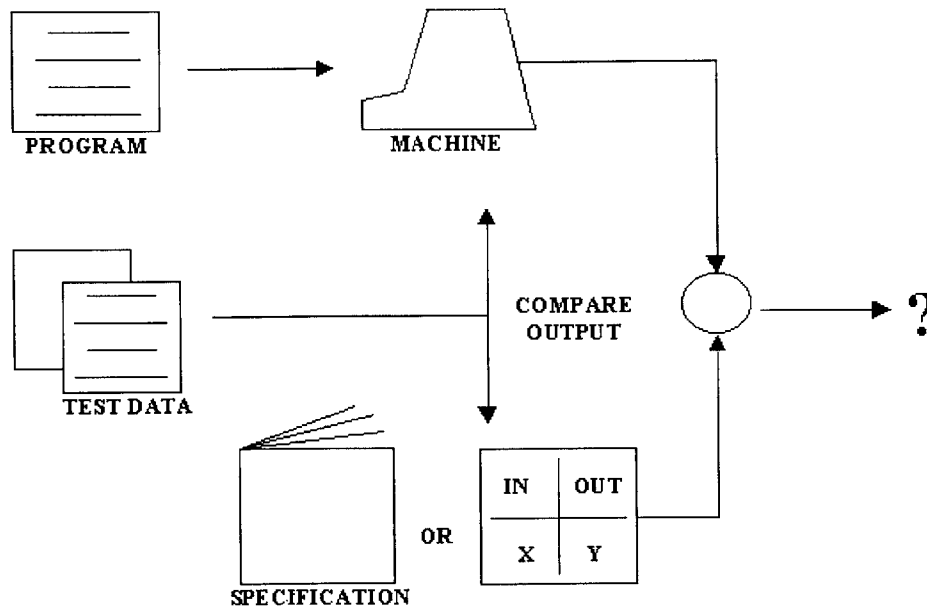 PROGRAM
MACHINE
TEST DATA
COMPARE
OUTPUT
?
SPECIFICATION
OR
IN OUT
X Y